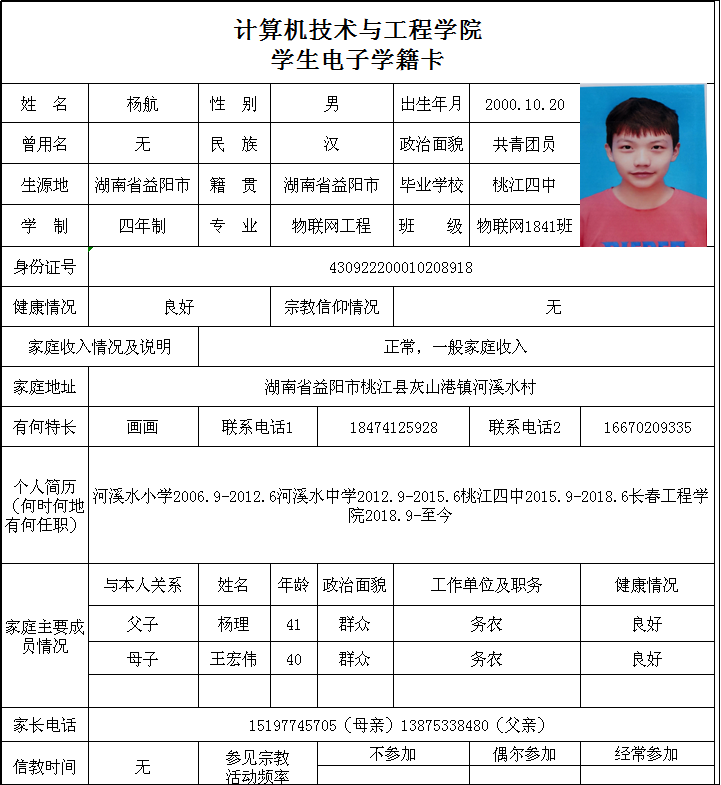 计算机技术与工程学院
学生电子学籍卡
姓 名 杨航 性 别 男 出生年月 2000.10.20
曾用名 无 民 族 汉 政治面貌 共青团员
生源地 湖南省益阳市 籍 贯 湖南省益阳市 毕业学校 桃江四中
学 制 四年制 专 业 物联网工程 班 级 物联网1841班
身份证号 430922200010208918
健康情况 良好 宗教信仰情况 无
家庭收入情况及说明 正常，一般家庭收入
家庭地址 湖南省益阳市桃江县灰山港镇河溪水村
有何特长 画画 联系电话1 18474125928 联系电话2 16670209335
个人简历
（何时何地
有何任职）
河溪水小学2006.9-2012.6河溪水中学2012.9-2015.6桃江四中2015.9-2018.6长春工程学
院2018.9-至今
家庭主要成
员情况
与本人关系 姓名 年龄 政治面貌 工作单位及职务 健康情况
父子 杨理 41 群众 务农 良好
母子 王宏伟 40 群众 务农 良好
家长电话 15197745705（母亲）13875338480（父亲）
信教时间 无 参见宗教
活动频率
不参加 偶尔参加 经常参加